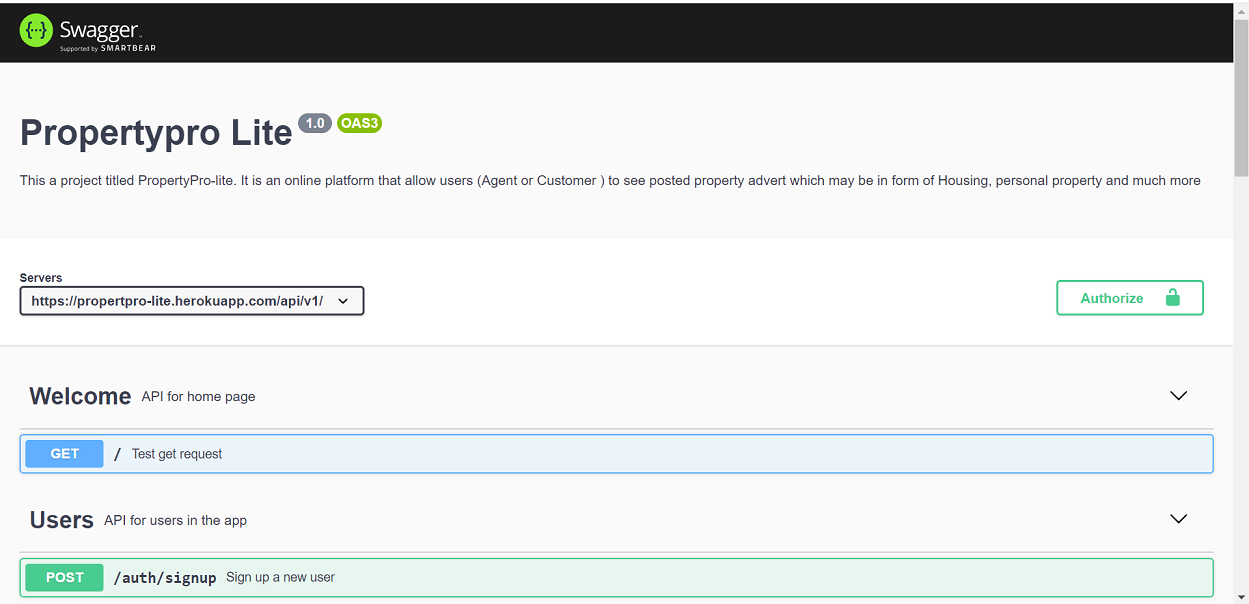 {···} Swagger™
Supported by SMARTBEAR
Propertypro Lite 1.0 OAS3
This a project titled PropertyPro-lite. It is an online platform that allow users (Agent or Customer ) to see posted property advert which may be in form of Housing, personal property and much more
Servers
https://propertpro-lite.herokuapp.com/api/v1/
Authorize
Welcome API for home page
GET / Test get request
Users API for users in the app
POST /auth/signup Sign up a new user